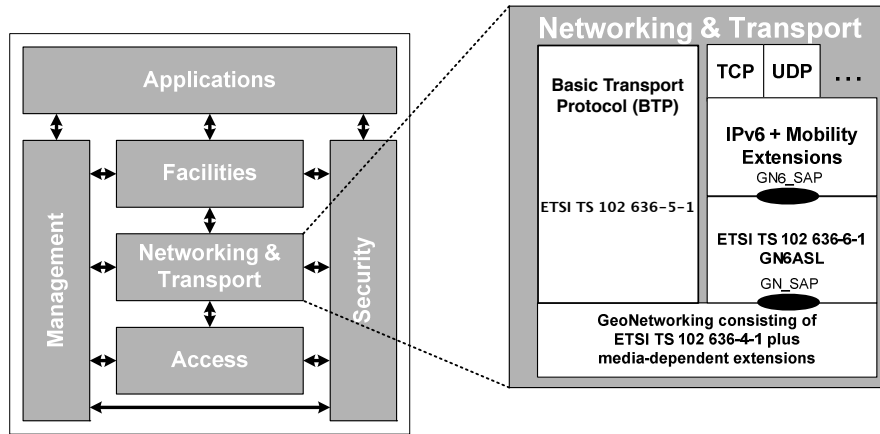 Applications
Facilities
Networking &
Transport
Access
Management
Security
Networking & Transport
Basic Transport
Protocol (BTP)
ETSI TS 102 636-5-1
TCP
UDP
...
IPv6 + Mobility
Extensions
GN6_SAP
ETSI TS 102 636-6-1
GN6ASL
GN_SAP
GeoNetworking consisting of
ETSI TS 102 636-4-1 plus
media-dependent extensions